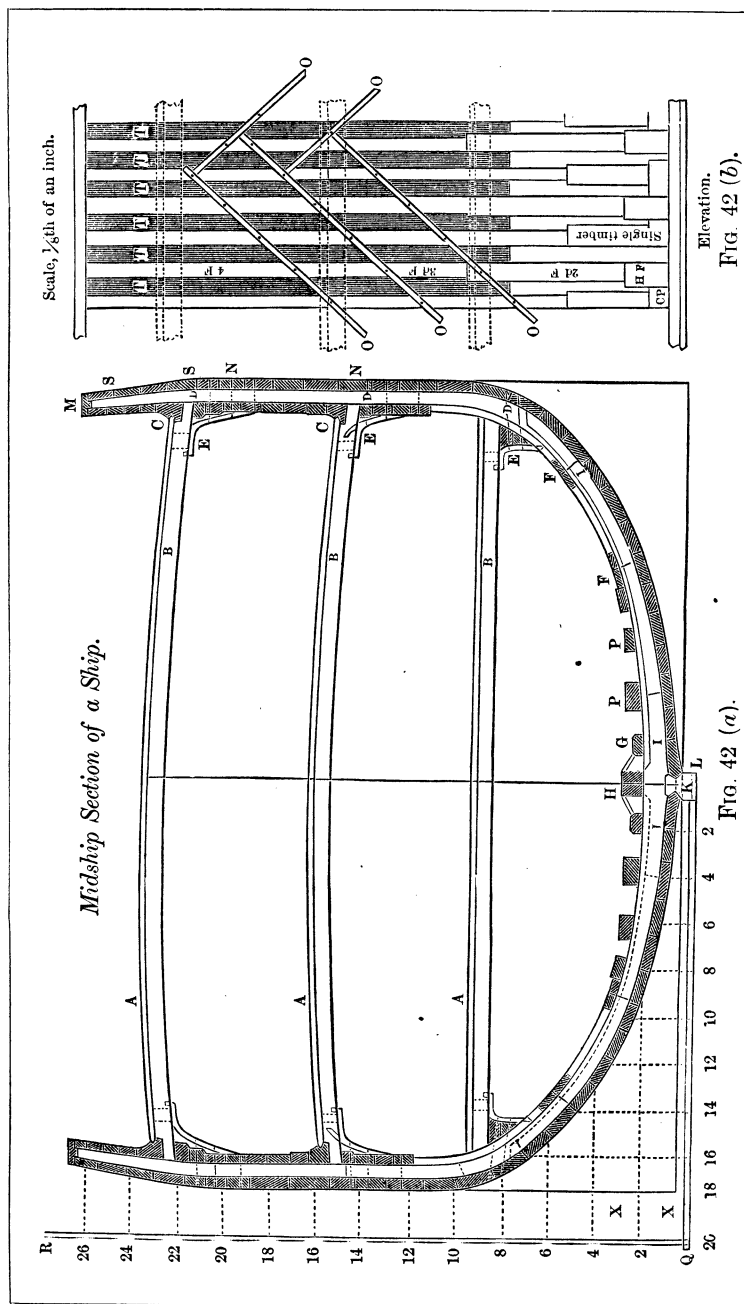 Midship Section of a Ship.
R
26
24
22
20
18
16
14
12
10
8
6
4
2
Q
X
X
20 18 16 14 12 10 8 6 4 2
A
A
A
B
B
B
M
S
S
N
N
C
C
D
D
D
E
E
E
F
F
P
P
G
H
I
I
I
K
L
FIG. 42 (a).
Scale, ⅛th of an inch.
T T T T T T
O O O
O O
4 F
3d F
2d F
H F
CP
Single timber
Elevation.
FIG. 42 (b).